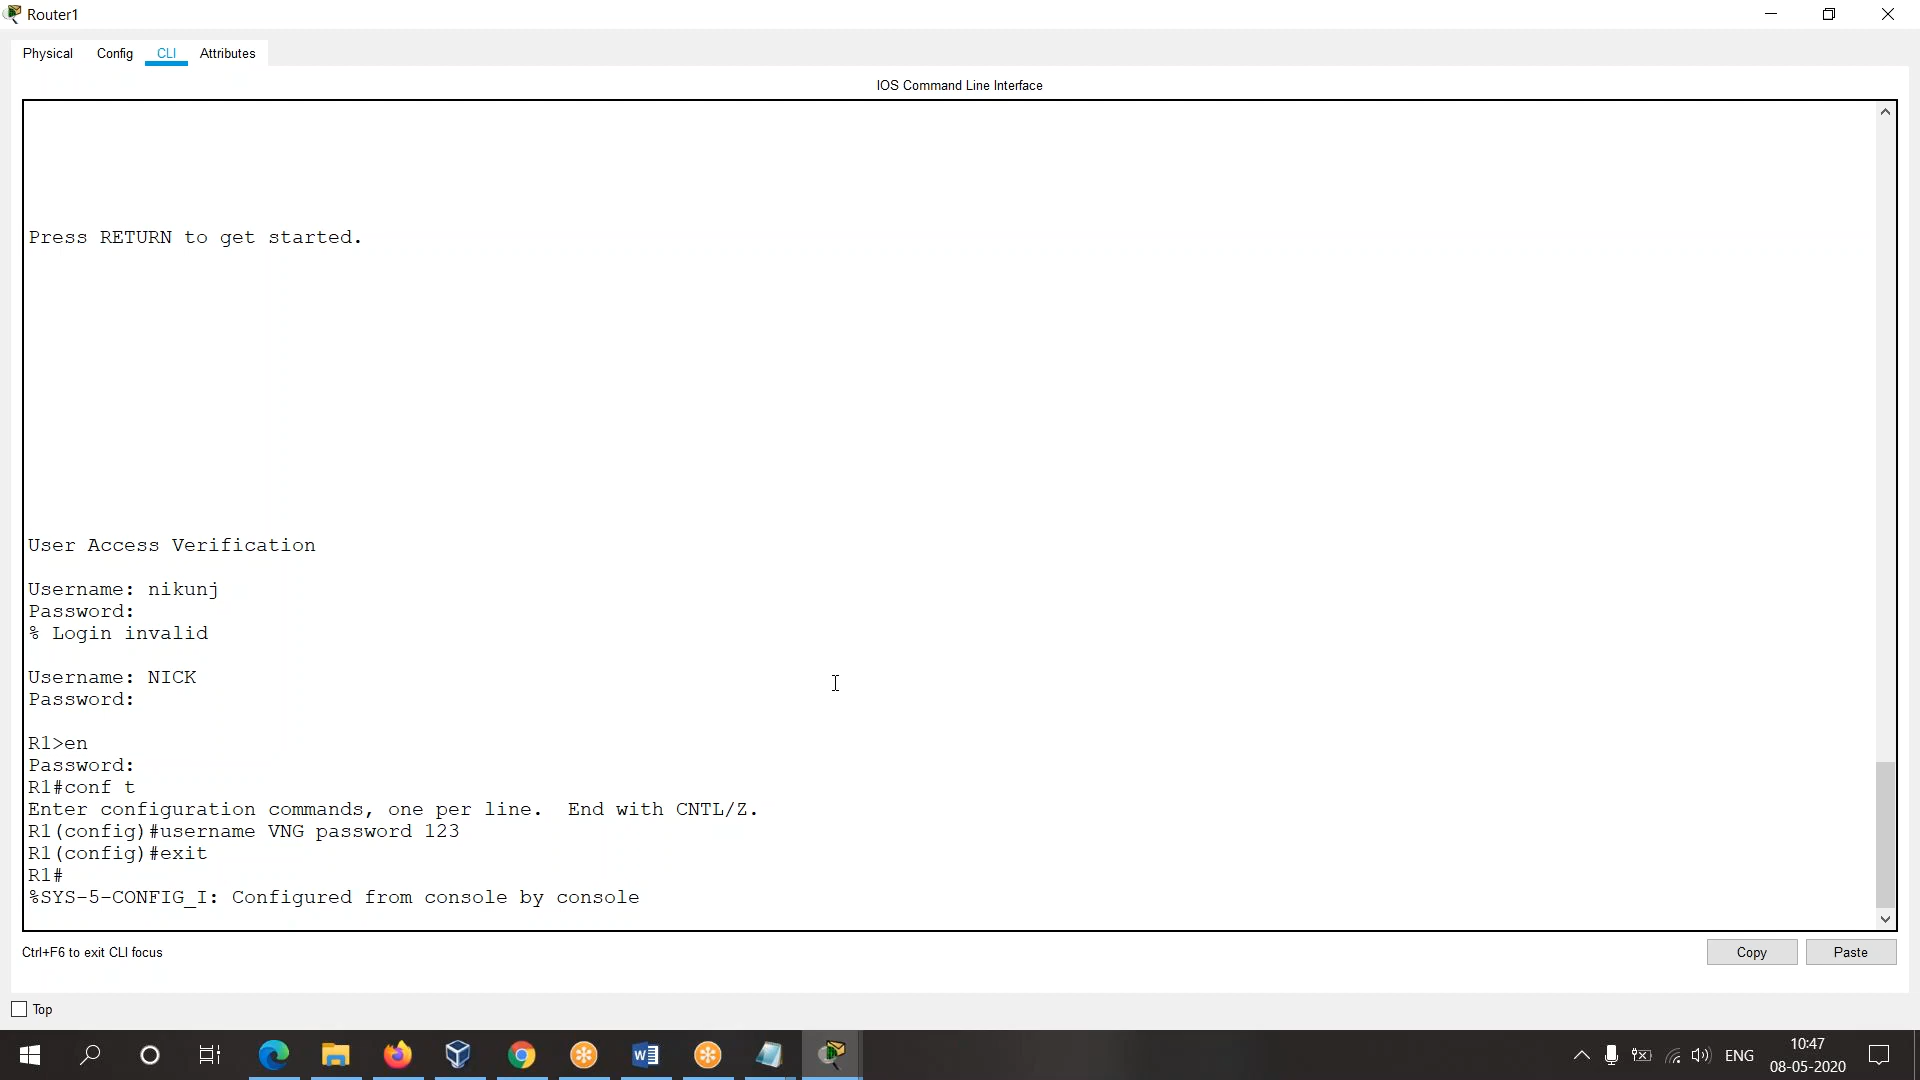 Router1
Physical Config CLI Attributes
IOS Command Line Interface
Press RETURN to get started.
User Access Verification
Username: nikunj
Password:
% Login invalid
Username: NICK
Password:
R1>en
Password:
R1#conf t
Enter configuration commands, one per line.  End with CNTL/Z.
R1(config)#username VNG password 123
R1(config)#exit
R1#
%SYS-5-CONFIG_I: Configured from console by console
Ctrl+F6 to exit CLI focus
Copy Paste
Top
ENG
10:47
08-05-2020